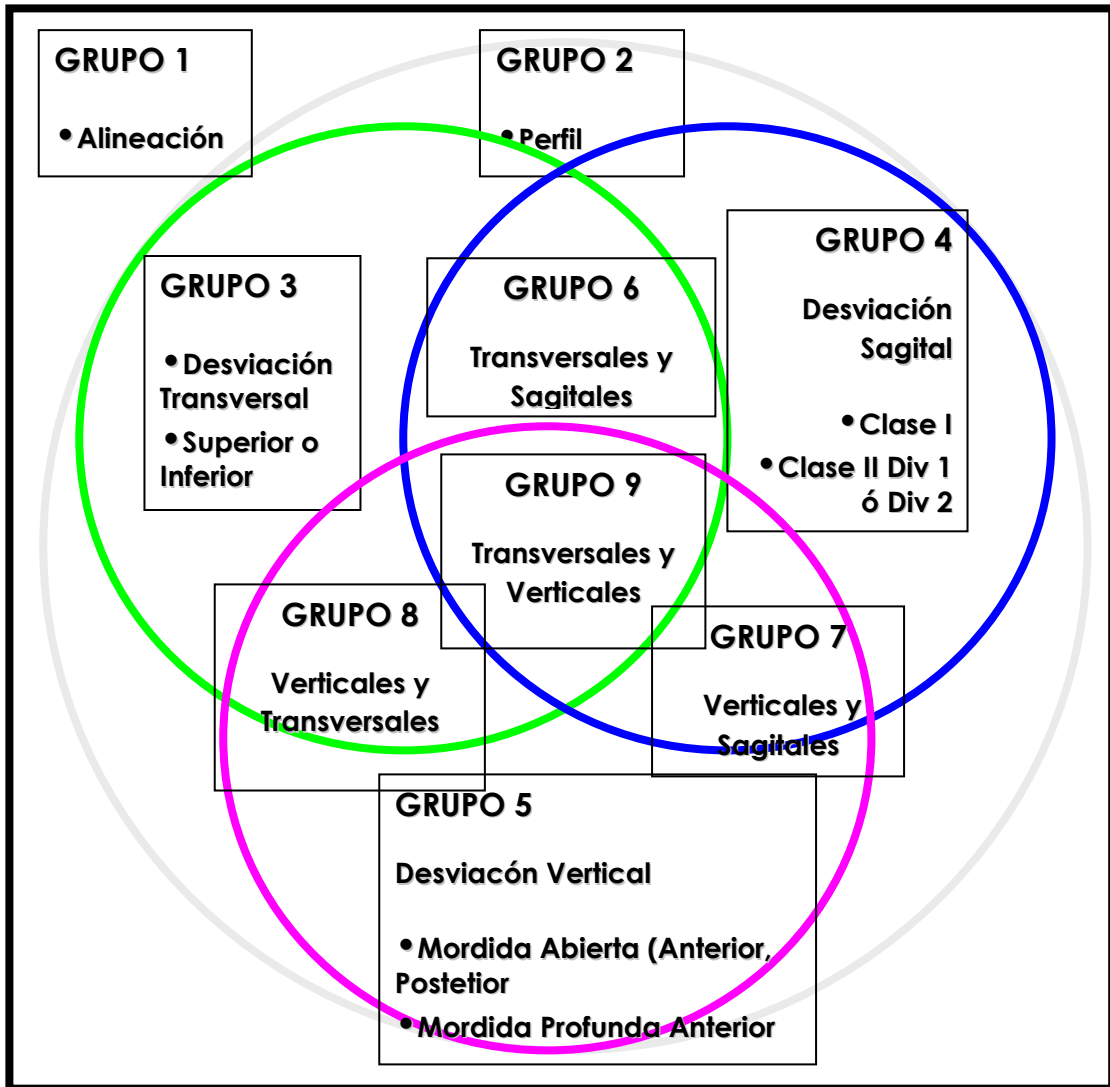 GRUPO 1
•Alineación
GRUPO 2
•Perfil
GRUPO 3
•Desviación
Transversal
•Superior o
Inferior
GRUPO 6
Transversales y
Sagitales
GRUPO 4
Desviación
Sagital
•Clase I
•Clase II Div 1
ó Div 2
GRUPO 9
Transversales y
Verticales
GRUPO 8
Verticales y
Transversales
GRUPO 7
Verticales y
Sagitales
GRUPO 5
Desviacón Vertical
•Mordida Abierta (Anterior,
Postetior
•Mordida Profunda Anterior